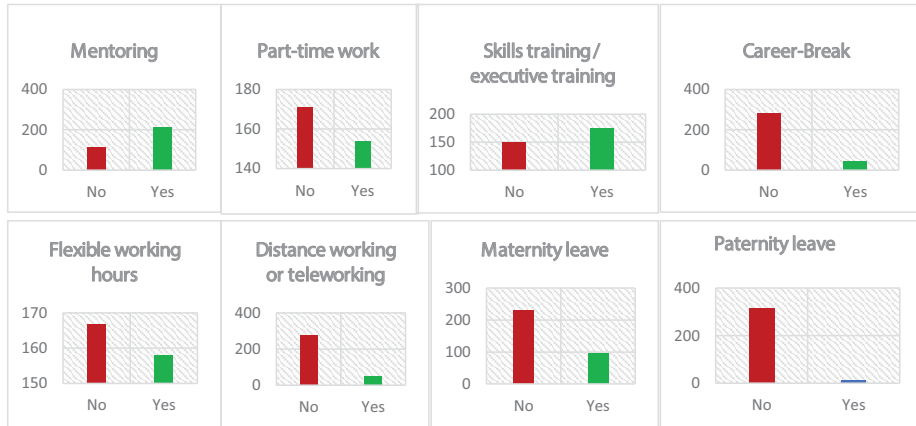 Mentoring
400
200
0
No Yes
Part-time work
180
160
140
No Yes
Skills training /
executive training
200
150
100
No Yes
Career-Break
400
200
0
No Yes
Flexible working
hours
170
160
150
No Yes
Distance working
or teleworking
400
200
0
No Yes
Maternity leave
300
200
100
0
No Yes
Paternity leave
400
200
0
No Yes